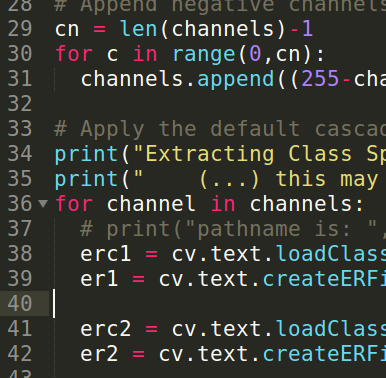 28 # Append negative channels
29 cn = len(channels)-1
30 for c in range(0,cn):
31 channels.append((255-cha
32
33 # Apply the default cascad
34 print("Extracting Class Sp
35 print("    (...) this may
36 for channel in channels:
37 # print("pathname is: ",
38 erc1 = cv.text.loadClass
39 er1 = cv.text.createERFi
40
41 erc2 = cv.text.loadClass
42 er2 = cv.text.createERFi
43